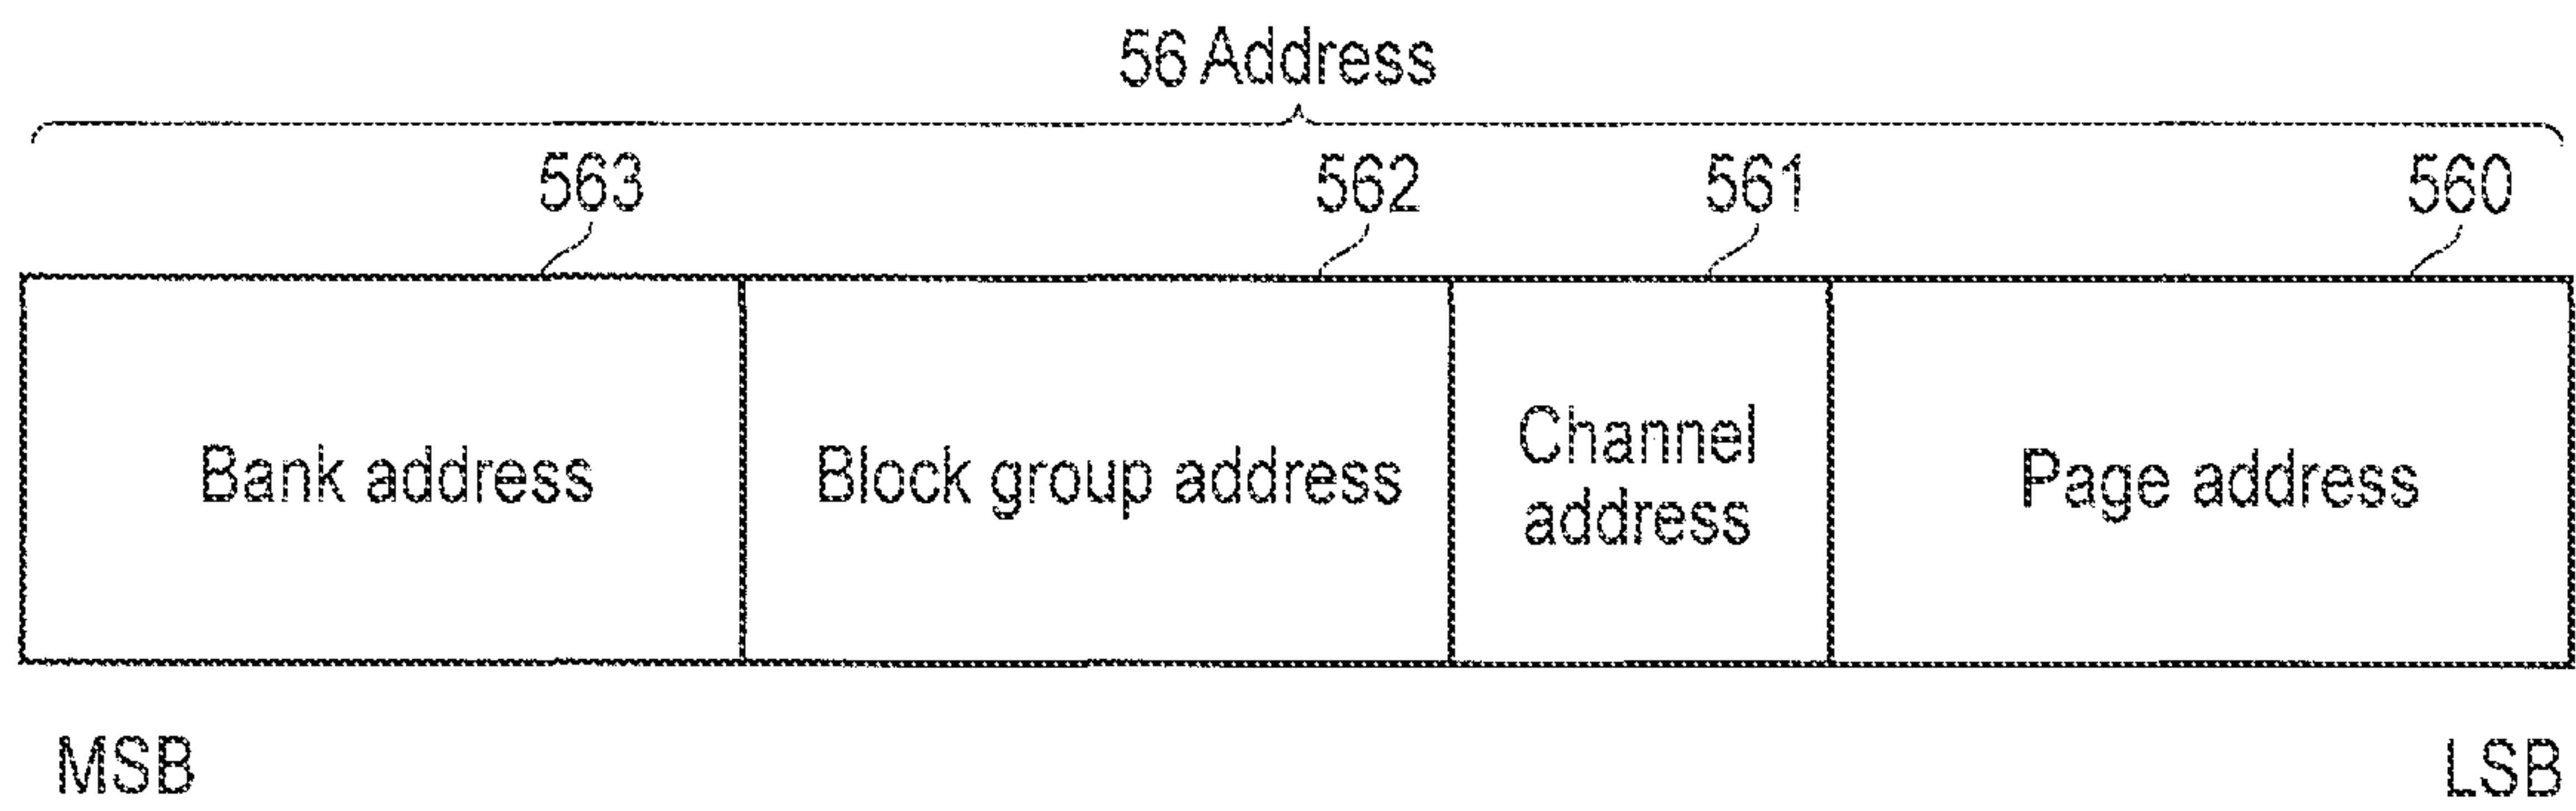 56 Address
563 562 561 560
Bank address Block group address Channel address Page address
MSB LSB